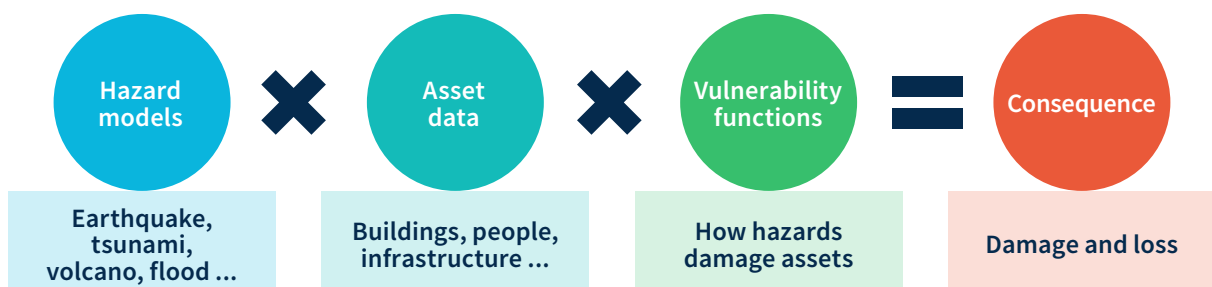 Hazard
models
Asset
data
Vulnerability
functions
Consequence
Earthquake,
tsunami,
volcano, flood ...
Buildings, people,
infrastructure ...
How hazards
damage assets
Damage and loss